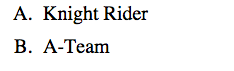 A. Knight Rider
B. A-Team